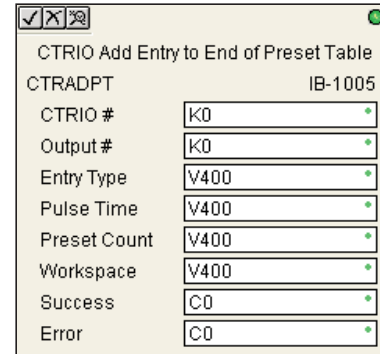 CTRIO Add Entry to End of Preset Table
CTRADPT IB-1005
CTRIO # K0
Output # K0
Entry Type V400
Pulse Time V400
Preset Count V400
Workspace V400
Success C0
Error C0